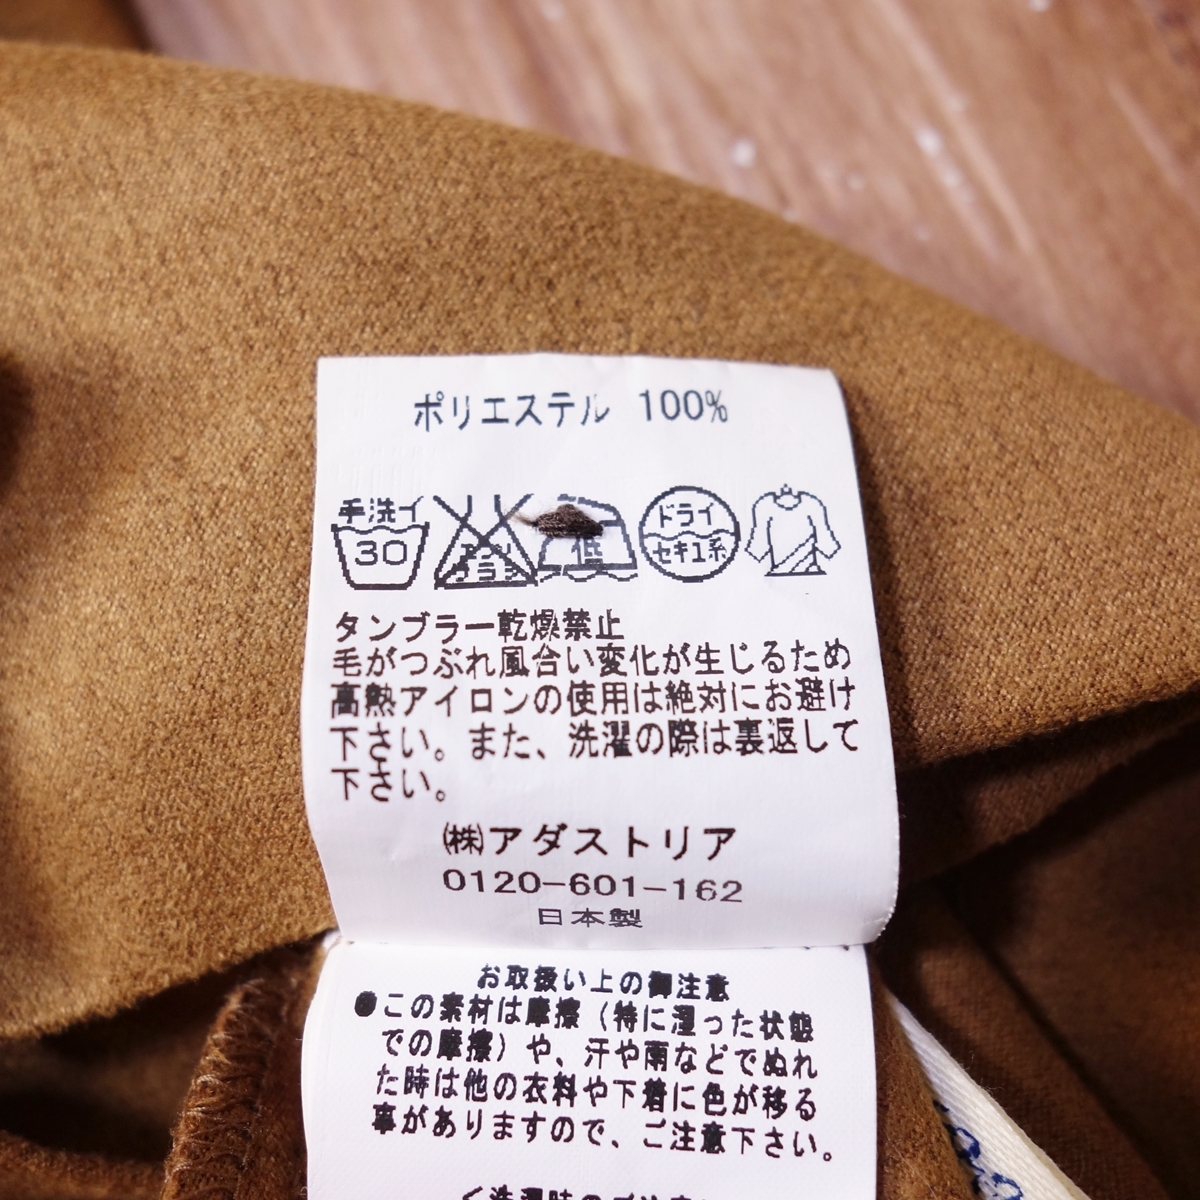 ポリエステル 100%
手洗イ
30
エンソ
サラシ
低
ドライ
セキユ系
タンブラー乾燥禁止
毛がつぶれ風合い変化が生じるため
高熱アイロンの使用は絶対にお避け
下さい。また、洗濯の際は裏返して
下さい。
㈱アダストリア
0120-601-162
日本製
お取扱い上の御注意
●この素材は摩擦(特に湿った状態
での摩擦)や、汗や雨などでぬれ
た時は他の衣料や下着に色が移る
事がありますので、ご注意下さい。